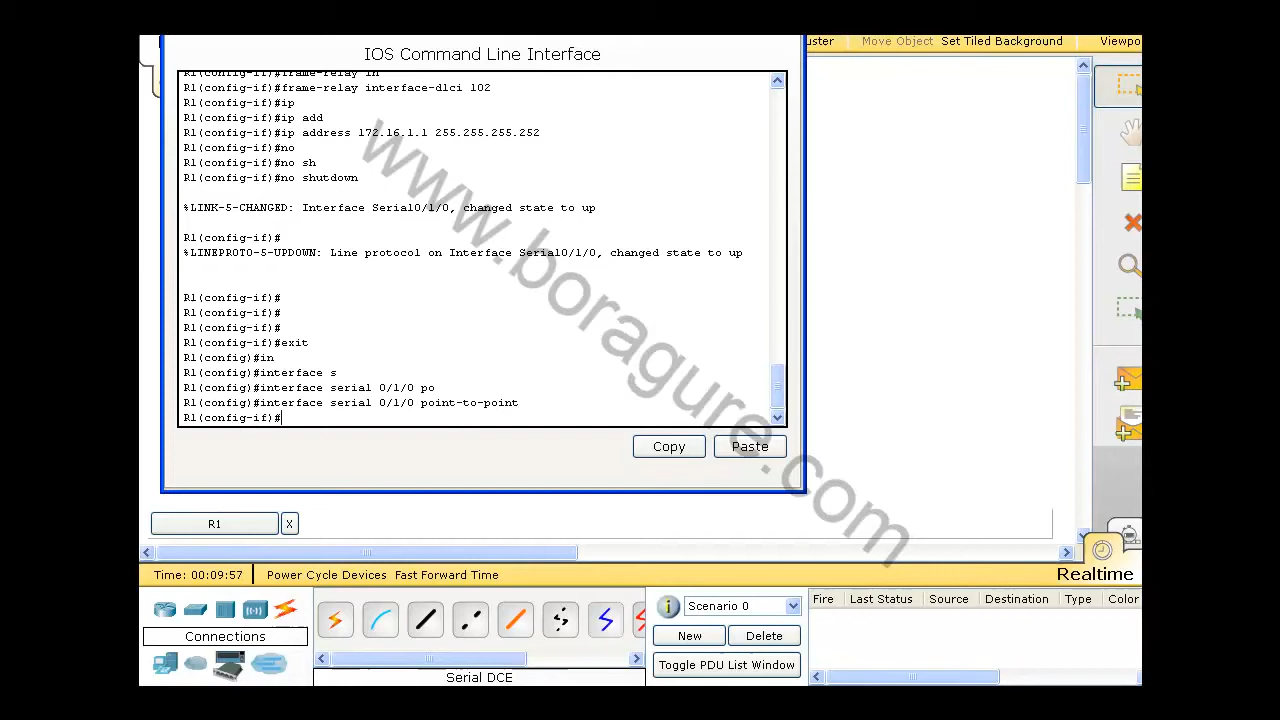 uster Move Object Set Tiled Background Viewpo
IOS Command Line Interface
R1(config-if)#frame-relay in
R1(config-if)#frame-relay interface-dlci 102
R1(config-if)#ip
R1(config-if)#ip add
R1(config-if)#ip address 172.16.1.1 255.255.255.252
R1(config-if)#no
R1(config-if)#no sh
R1(config-if)#no shutdown
%LINK-5-CHANGED: Interface Serial0/1/0, changed state to up
R1(config-if)#
%LINEPROTO-5-UPDOWN: Line protocol on Interface Serial0/1/0, changed state to up
R1(config-if)#
R1(config-if)#
R1(config-if)#
R1(config-if)#exit
R1(config)#in
R1(config)#interface s
R1(config)#interface serial 0/1/0 po
R1(config)#interface serial 0/1/0 point-to-point
R1(config-if)#
Copy Paste
www.boragure.com
R1 X
Time: 00:09:57 Power Cycle Devices Fast Forward Time
Realtime
Connections
Serial DCE
i Scenario 0
New Delete
Toggle PDU List Window
Fire Last Status Source Destination Type Color